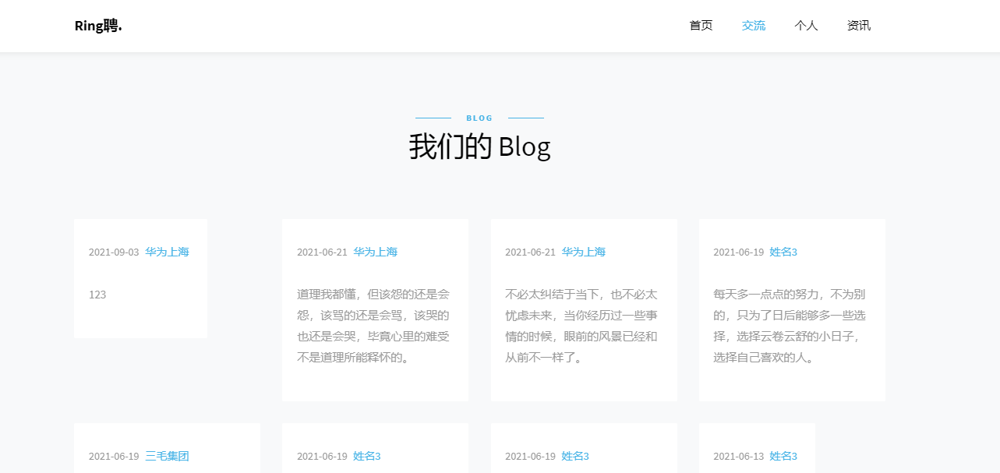 Ring聘.
首页 交流 个人 资讯
BLOG
我们的 Blog
2021-09-03 华为上海
123
2021-06-21 华为上海
道理我都懂，但该怨的还是会
怨，该骂的还是会骂，该哭的
也还是会哭，毕竟心里的难受
不是道理所能释怀的。
2021-06-21 华为上海
不必太纠结于当下，也不必太
忧虑未来，当你经历过一些事
情的时候，眼前的风景已经和
从前不一样了。
2021-06-19 姓名3
每天多一点点的努力，不为别
的，只为了日后能够多一些选
择，选择云卷云舒的小日子，
选择自己喜欢的人。
2021-06-19 三毛集团
2021-06-19 姓名3
2021-06-19 姓名3
2021-06-13 姓名3